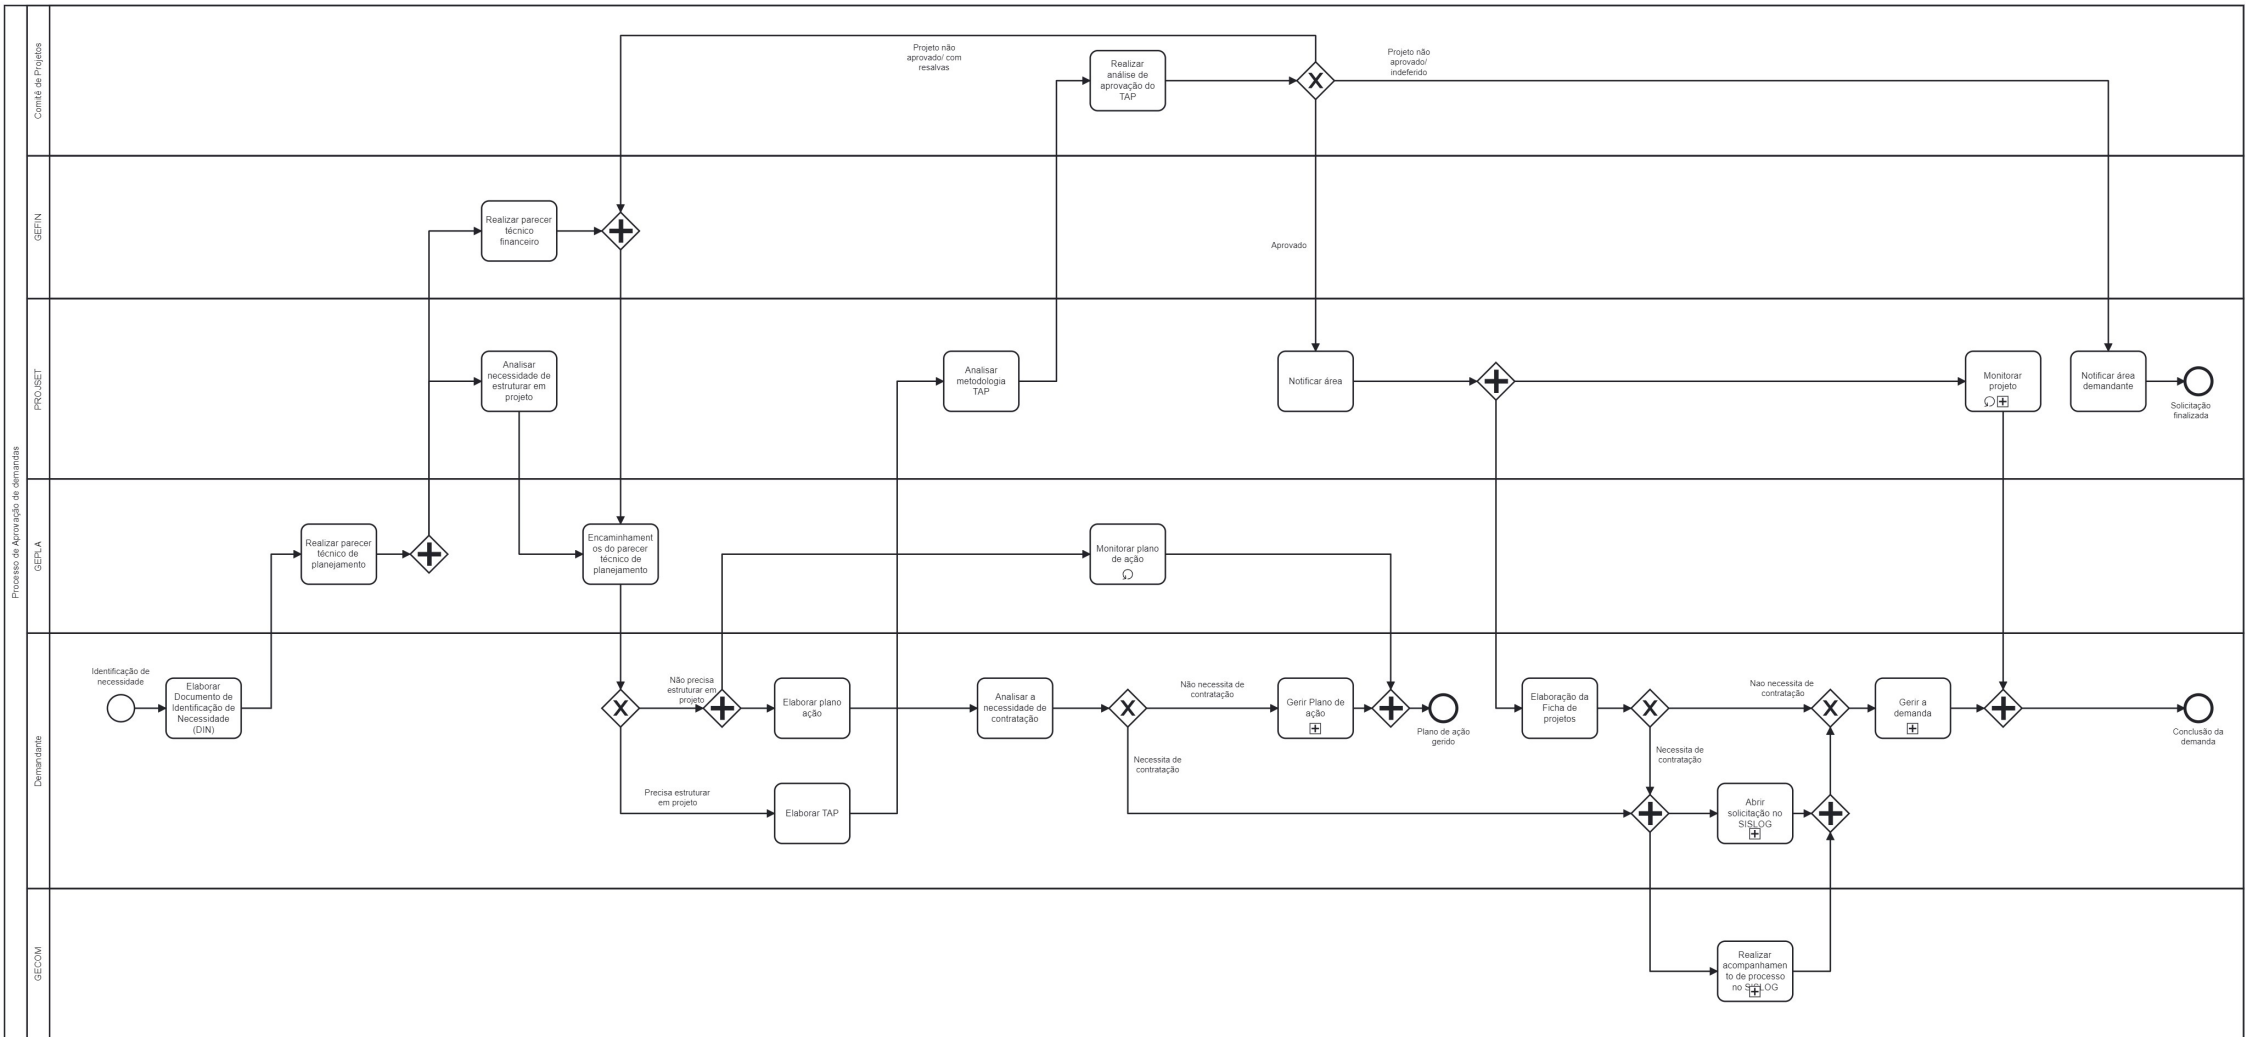 Processo de Aprovação de demandas
Comitê de Projetos
Projeto não
aprovado/ com
resalvas
Realizar
análise de
aprovação do
TAP
Projeto não
aprovado/
indeferido
GEFIN
Realizar parecer
técnico
financeiro
Aprovado
PROJSET
Analisar
necessidade de
estruturar em
projeto
Analisar
metodologia
TAP
Notificar área
Monitorar
projeto
Notificar área
demandante
Solicitação
finalizada
GEPLA
Realizar parecer
técnico de
planejamento
Encaminhament
os do parecer
técnico de
planejamento
Monitorar plano
de ação
Demandante
Identificação de
necessidade
Elaborar
Documento de
Identificação de
Necessidade
(DIN)
Não precisa
estruturar em
projeto
Elaborar plano
ação
Analisar a
necessidade de
contratação
Não necessita de
contratação
Gerir Plano de
ação
Plano de ação
gerido
Elaboração da
Ficha de
projetos
Nao necessita de
contratação
Gerir a
demanda
Conclusão da
demanda
Necessita de
contratação
Necessita de
contratação
Precisa estruturar
em projeto
Elaborar TAP
Abrir
solicitação no
SISLOG
GECOM
Realizar
acompanhamen
to de processo
no SISLOG